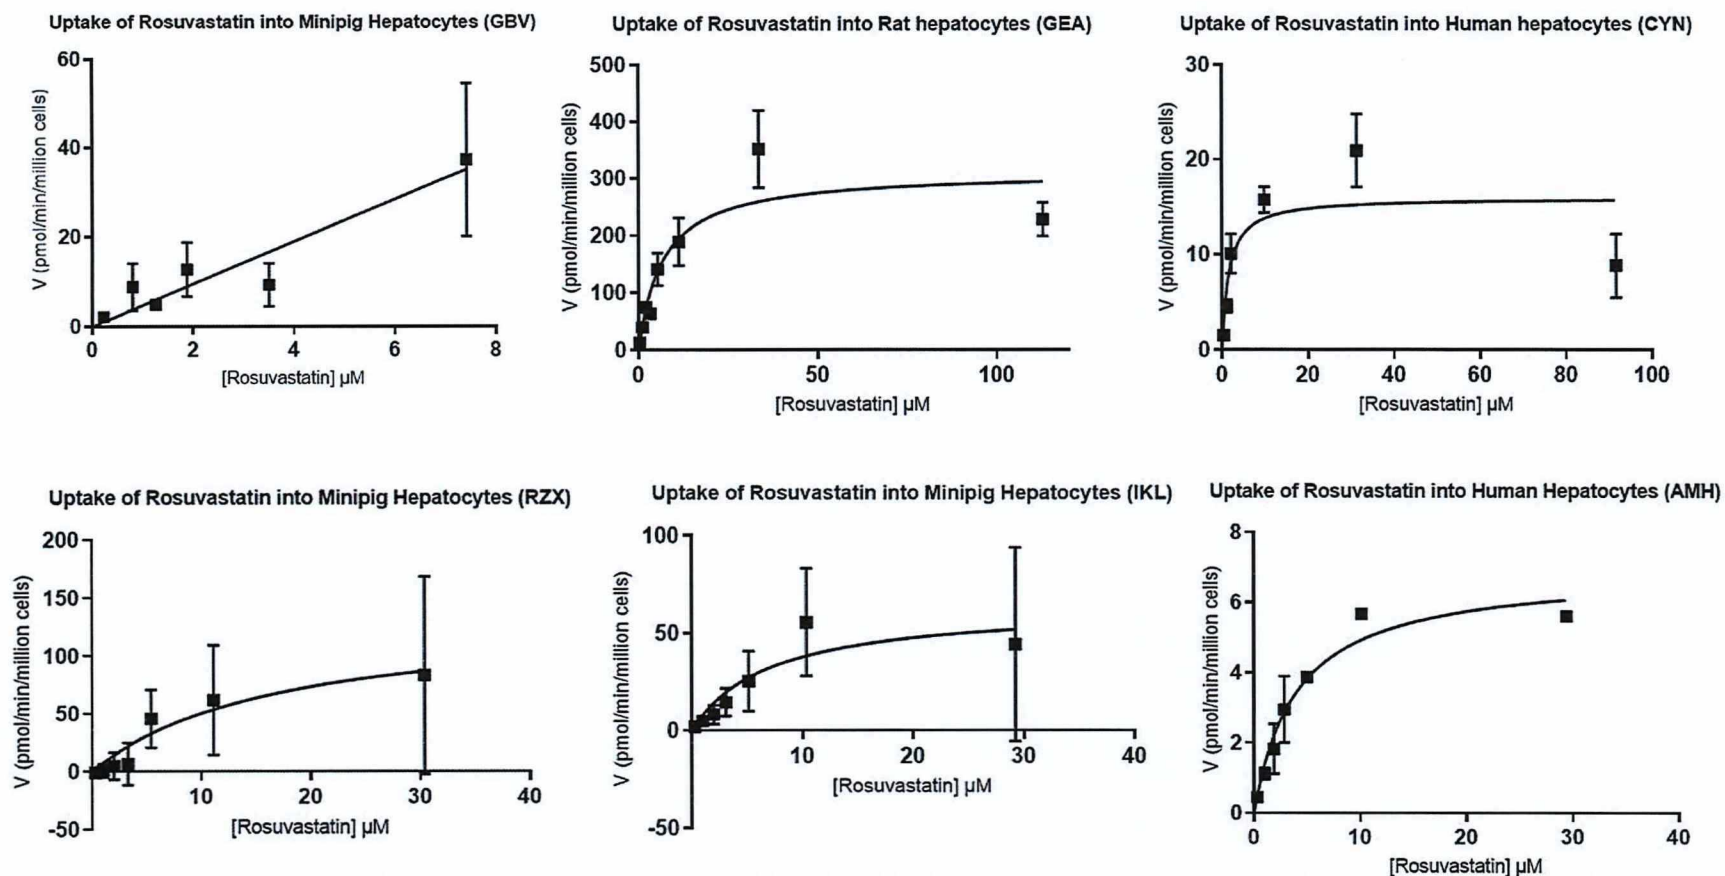 Uptake of Rosuvastatin into Minipig Hepatocytes (GBV)
60
40
20
0
V (pmol/min/million cells)
0 2 4 6 8
[Rosuvastatin] µM
Uptake of Rosuvastatin into Rat hepatocytes (GEA)
500
400
300
200
100
0
V (pmol/min/million cells)
0 50 100
[Rosuvastatin] µM
Uptake of Rosuvastatin into Human hepatocytes (CYN)
30
20
10
0
V (pmol/min/million cells)
0 20 40 60 80 100
[Rosuvastatin] µM
Uptake of Rosuvastatin into Minipig Hepatocytes (RZX)
200
150
100
50
0
-50
V (pmol/min/million cells)
10 20 30 40
[Rosuvastatin] µM
Uptake of Rosuvastatin into Minipig Hepatocytes (IKL)
100
50
0
-50
V (pmol/min/million cells)
10 20 30 40
[Rosuvastatin] µM
Uptake of Rosuvastatin into Human Hepatocytes (AMH)
8
6
4
2
0
V (pmol/min/million cells)
0 10 20 30 40
[Rosuvastatin] µM